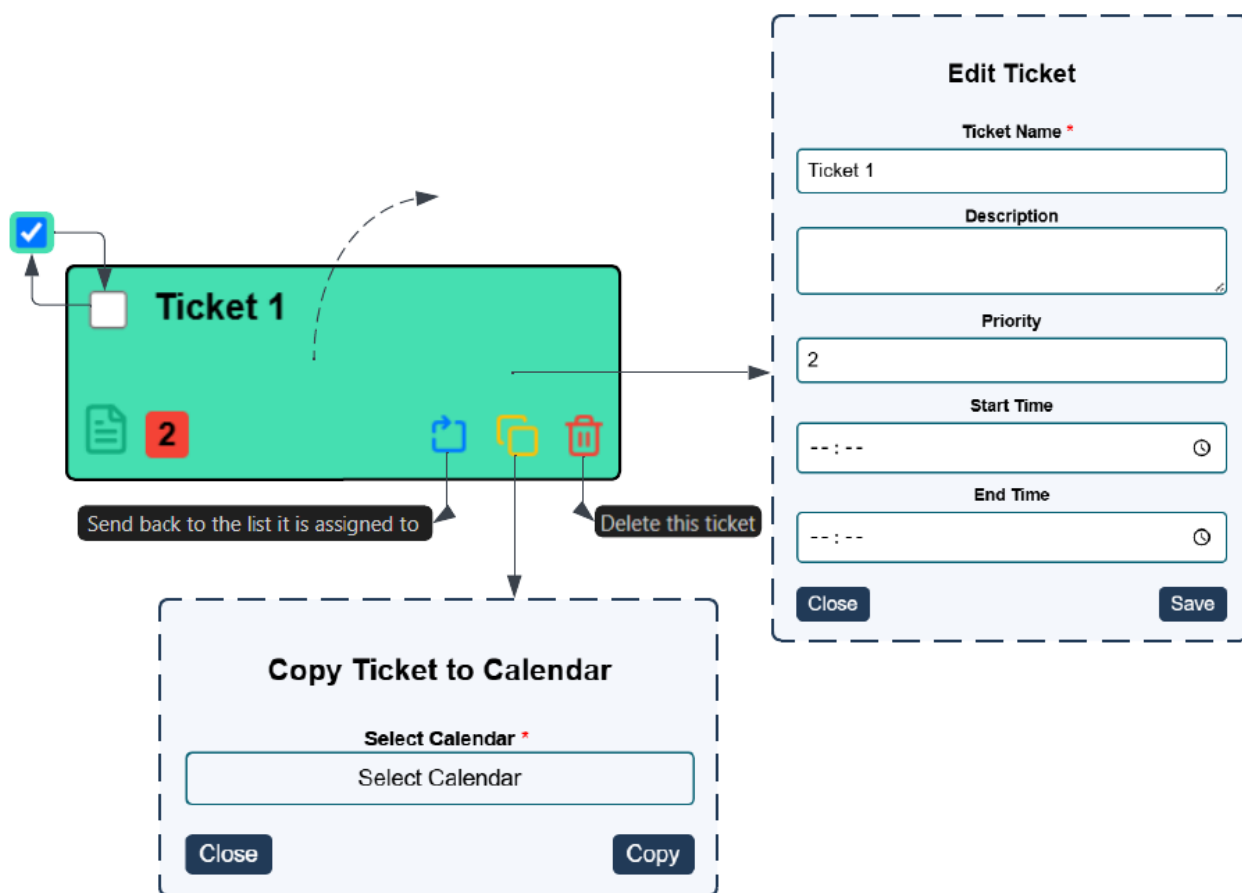 Ticket 1
2
Send back to the list it is assigned to
Delete this ticket
Copy Ticket to Calendar
Select Calendar *
Select Calendar
Close
Copy
Edit Ticket
Ticket Name *
Ticket 1
Description
Priority
2
Start Time
--:--
End Time
--:--
Close
Save